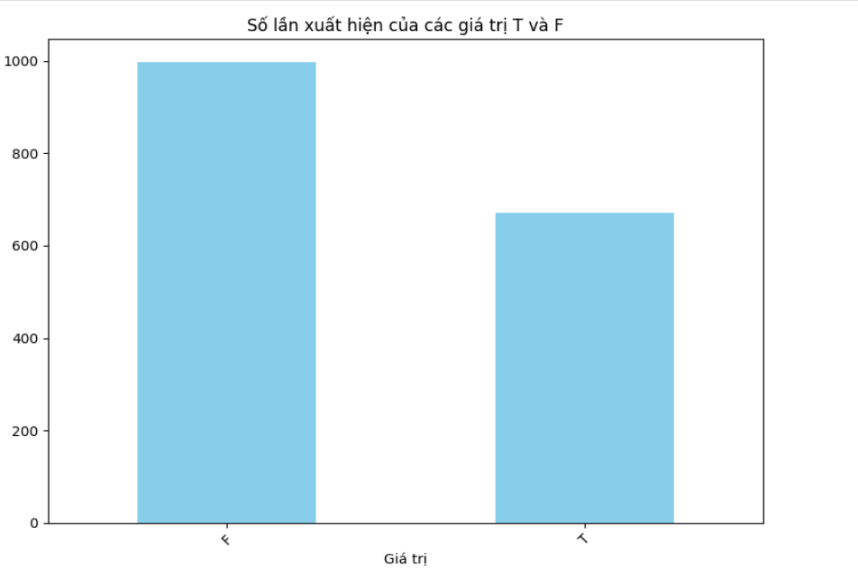 Số lần xuất hiện của các giá trị T và F
1000
800
600
400
200
0
F
T
Giá trị